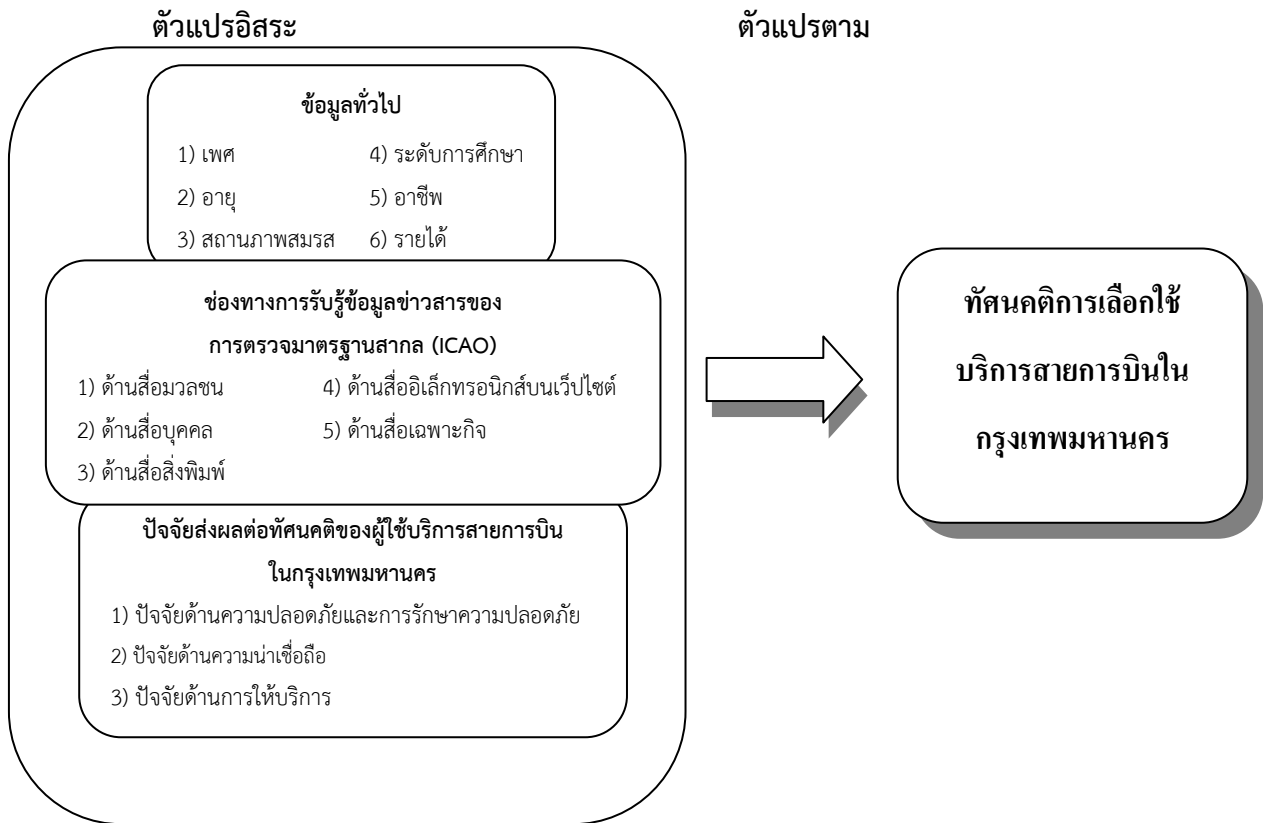 ตัวแปรอิสระ ตัวแปรตาม
ข้อมูลทั่วไป
1) เพศ 4) ระดับการศึกษา
2) อายุ 5) อาชีพ
3) สถานภาพสมรส 6) รายได้
ช่องทางการรับรู้ข้อมูลข่าวสารของ
การตรวจมาตรฐานสากล (ICAO)
1) ด้านสื่อมวลชน 4) ด้านสื่ออิเล็กทรอนิกส์บนเว็ปไซต์
2) ด้านสื่อบุคคล 5) ด้านสื่อเฉพาะกิจ
3) ด้านสื่อสิ่งพิมพ์
ปัจจัยส่งผลต่อทัศนคติของผู้ใช้บริการสายการบิน
ในกรุงเทพมหานคร
1) ปัจจัยด้านความปลอดภัยและการรักษาความปลอดภัย
2) ปัจจัยด้านความน่าเชื่อถือ
3) ปัจจัยด้านการให้บริการ
ทัศนคติการเลือกใช้
บริการสายการบินใน
กรุงเทพมหานคร